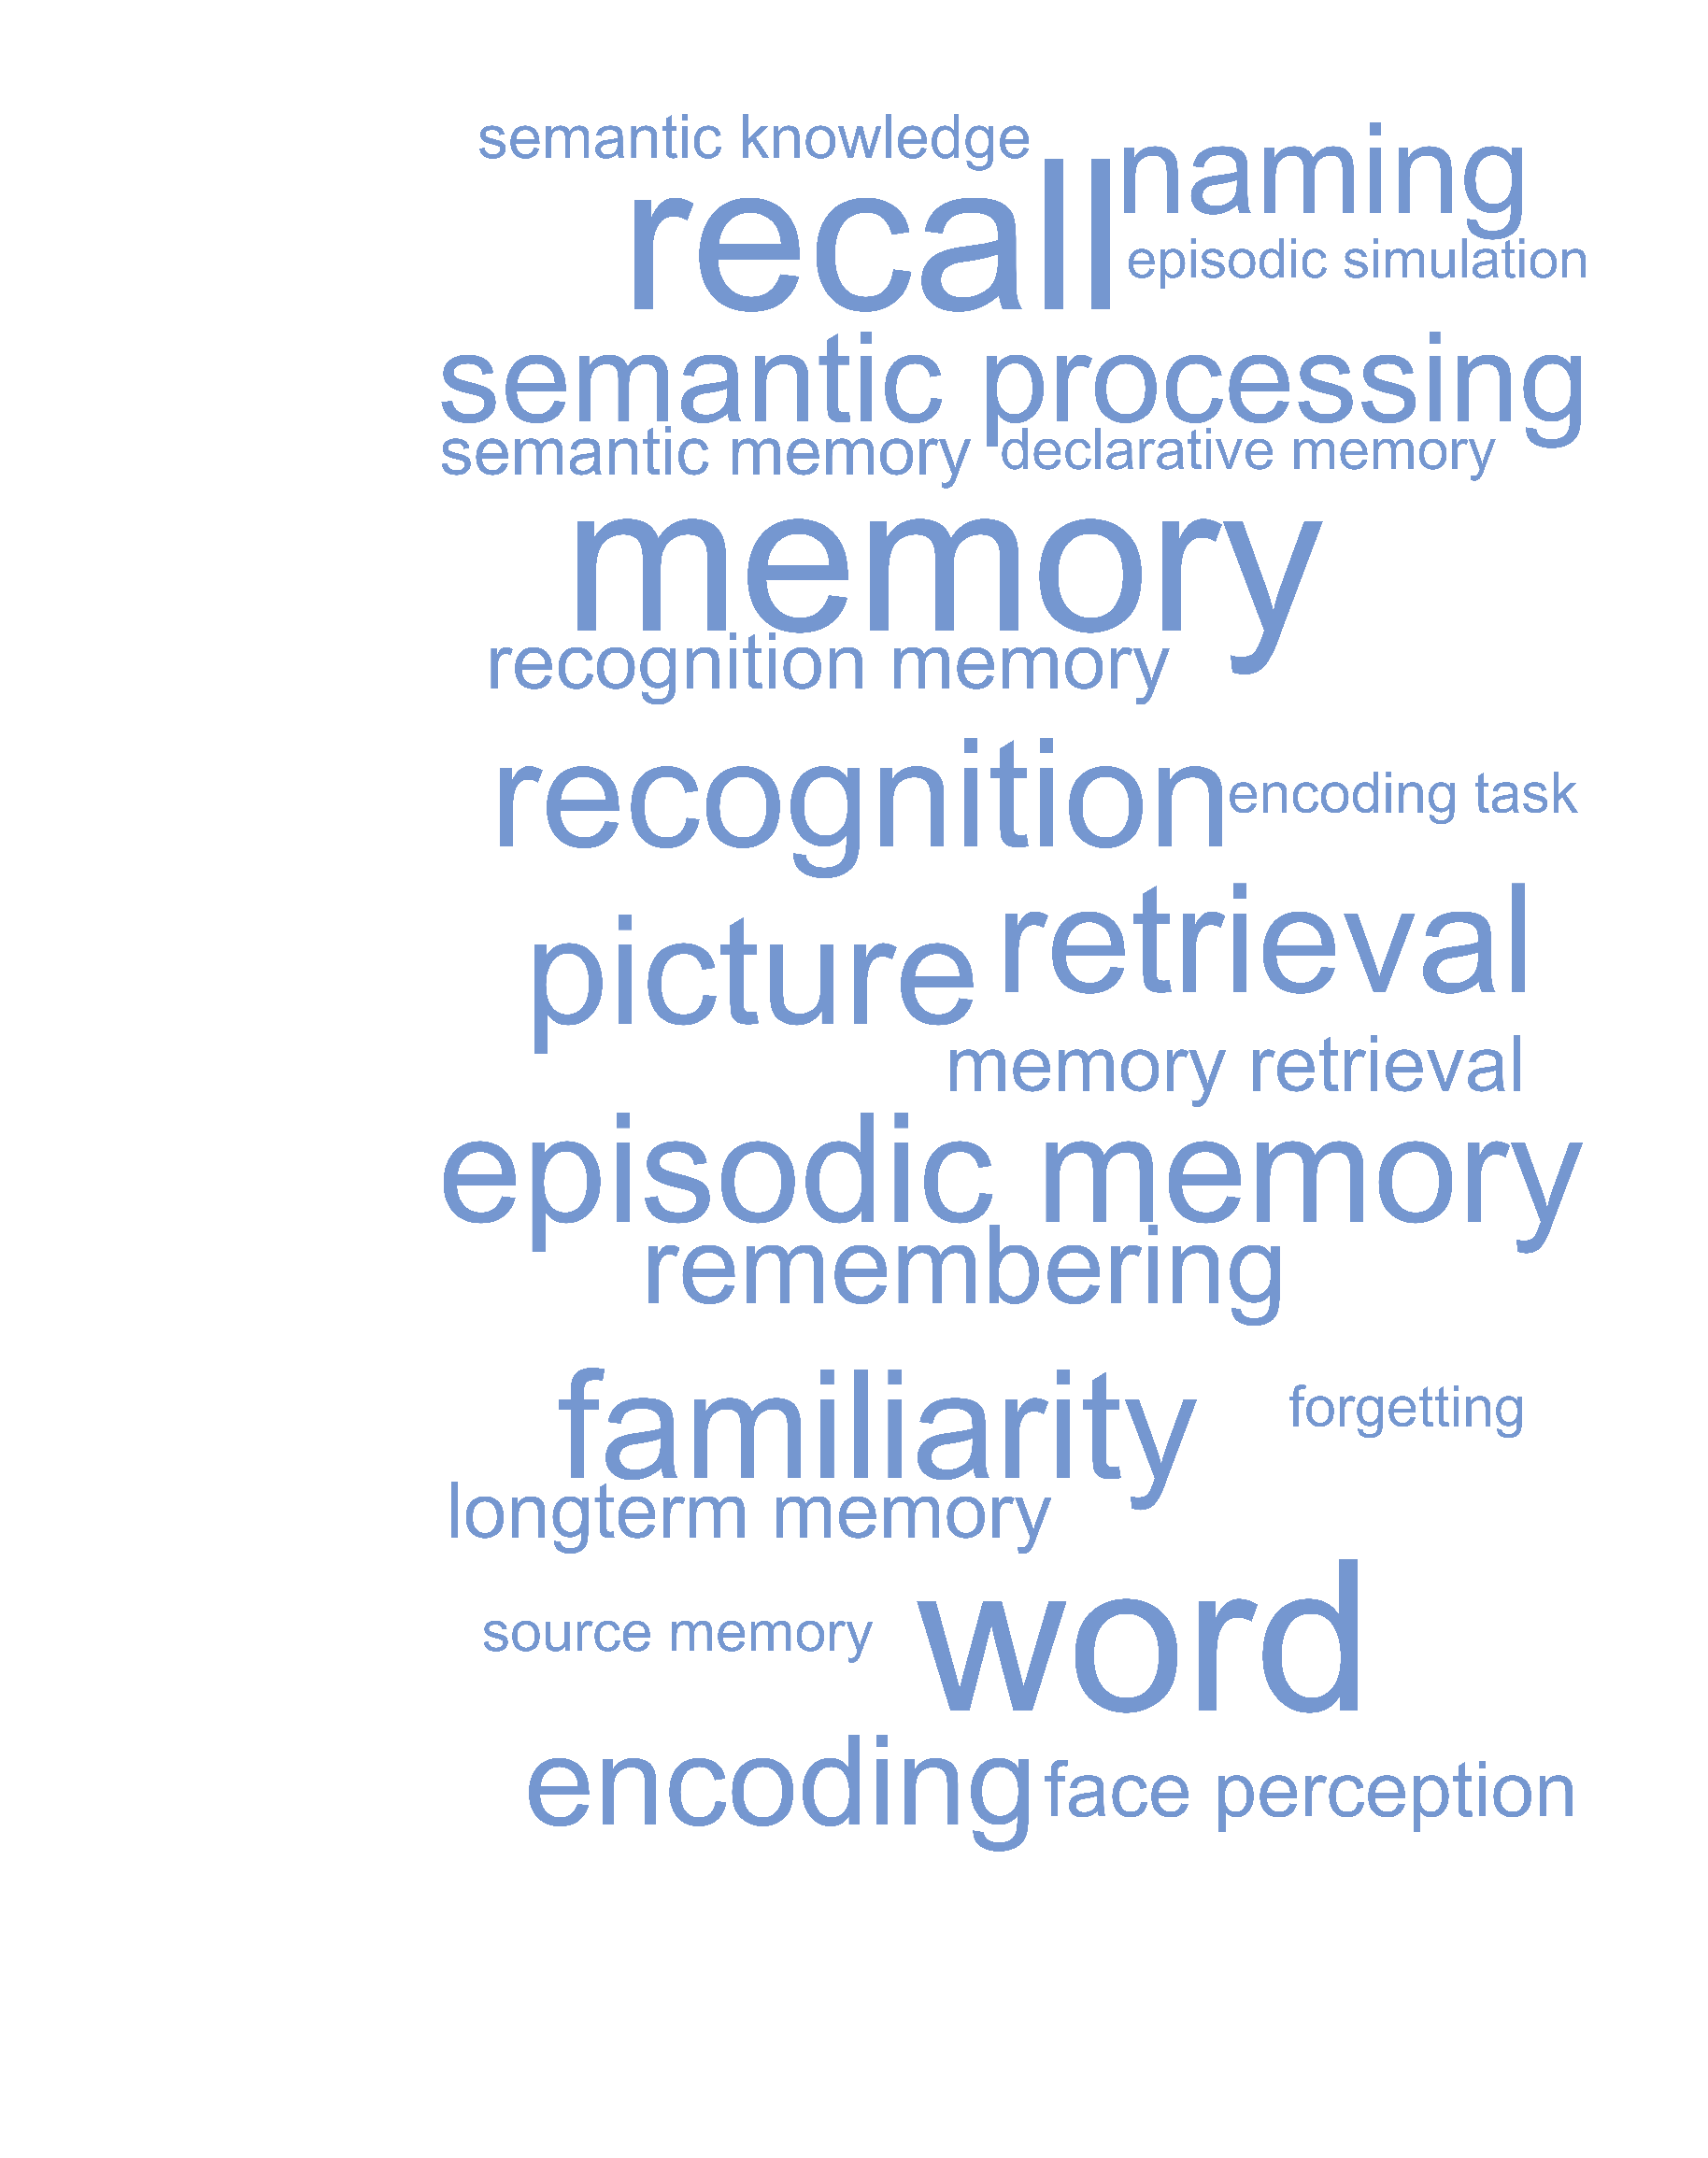 semantic knowledge
naming
recall
episodic simulation
semantic processing
semantic memory
declarative memory
memory
recognition memory
recognition
encoding task
retrieval
picture
memory retrieval
episodic memory
remembering
familiarity
forgetting
longterm memory
word
source memory
encoding
face perception